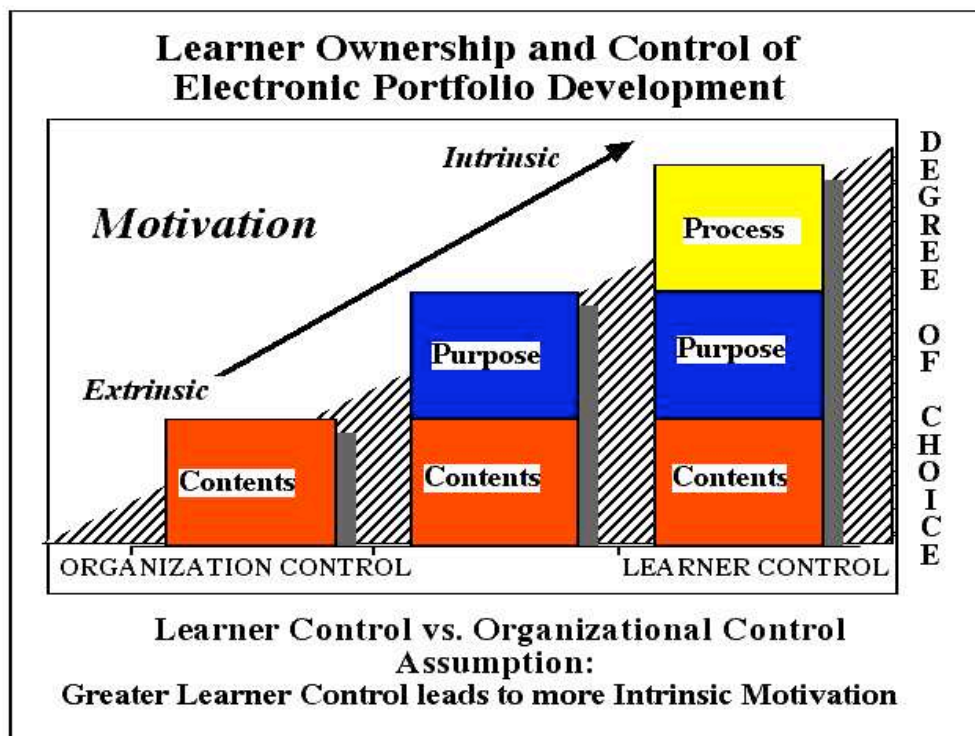 Learner Ownership and Control of
Electronic Portfolio Development
Intrinsic
Motivation
Extrinsic
Process
Purpose
Purpose
Contents
Contents
Contents
DEGREE OF CHOICE
ORGANIZATION CONTROL
LEARNER CONTROL
Learner Control vs. Organizational Control
Assumption:
Greater Learner Control leads to more Intrinsic Motivation